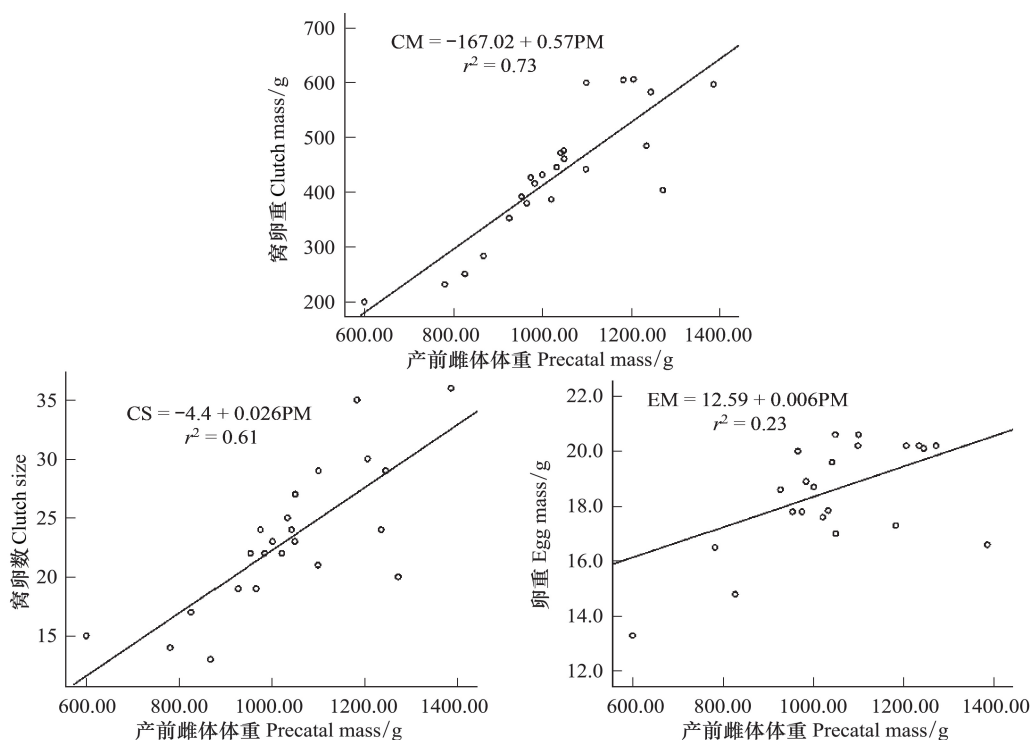 700
600
500
400
300
200
CM = −167.02 + 0.57PM
r² = 0.73
窝卵重 Clutch mass/g
600.00 800.00 1000.00 1200.00 1400.00
产前雌体体重 Precatal mass/g
35
30
25
20
15
CS = −4.4 + 0.026PM
r² = 0.61
窝卵数 Clutch size
600.00 800.00 1000.00 1200.00 1400.00
产前雌体体重 Precatal mass/g
22.0
20.0
18.0
16.0
14.0
12.0
EM = 12.59 + 0.006PM
r² = 0.23
卵重 Egg mass/g
600.00 800.00 1000.00 1200.00 1400.00
产前雌体体重 Precatal mass/g